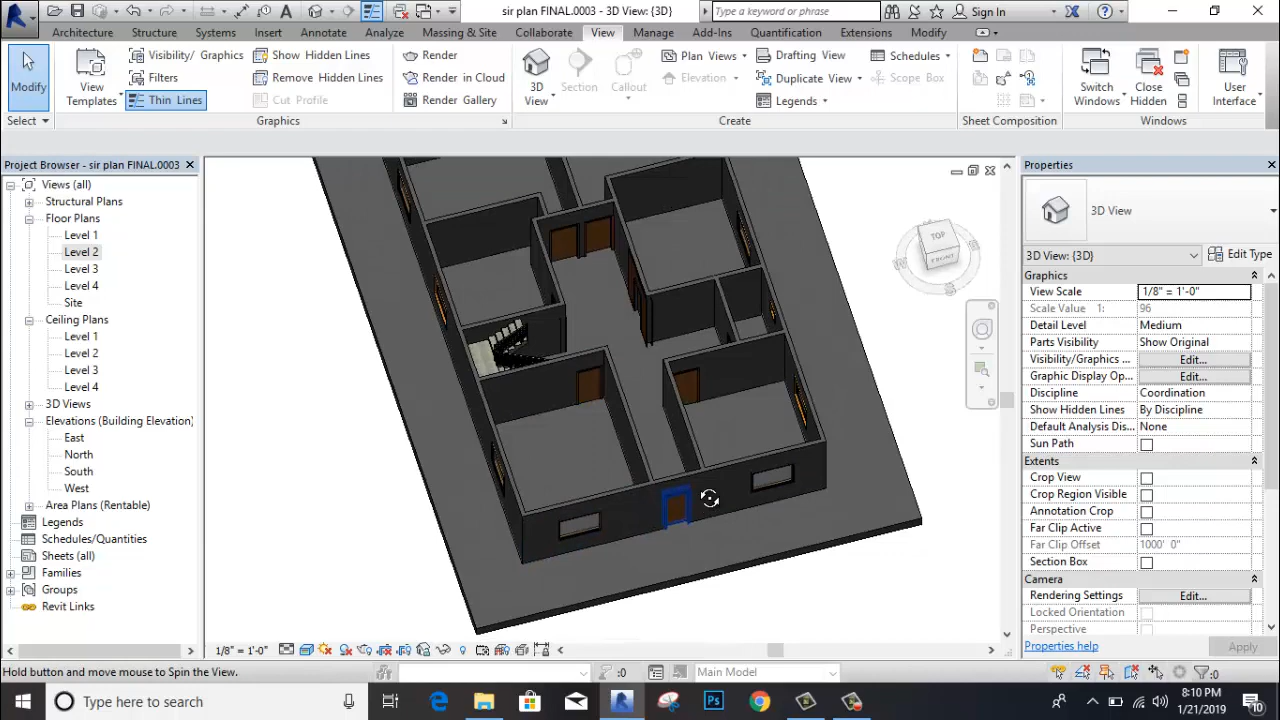 sir plan FINAL.0003 - 3D View: {3D}
Type a keyword or phrase
Sign In
Architecture Structure Systems Insert Annotate Analyze Massing & Site Collaborate View Manage Add-Ins Quantification Extensions Modify
Modify
Select
View
Templates
Visibility/ Graphics
Filters
Thin Lines
Show Hidden Lines
Remove Hidden Lines
Cut Profile
Graphics
Render
Render in Cloud
Render Gallery
3D
View
Section
Callout
Plan Views
Elevation
Drafting View
Duplicate View
Legends
Schedules
Scope Box
Create
Sheet Composition
Switch
Windows
Close
Hidden
User
Interface
Windows
Project Browser - sir plan FINAL.0003
Views (all)
Structural Plans
Floor Plans
Level 1
Level 2
Level 3
Level 4
Site
Ceiling Plans
Level 1
Level 2
Level 3
Level 4
3D Views
Elevations (Building Elevation)
East
North
South
West
Area Plans (Rentable)
Legends
Schedules/Quantities
Sheets (all)
Families
Groups
Revit Links
TOP
FRONT
Properties
3D View
3D View: {3D} Edit Type
Graphics
View Scale 1/8" = 1'-0"
Scale Value 1: 96
Detail Level Medium
Parts Visibility Show Original
Visibility/Graphics ... Edit...
Graphic Display Op... Edit...
Discipline Coordination
Show Hidden Lines By Discipline
Default Analysis Dis... None
Sun Path
Extents
Crop View
Crop Region Visible
Annotation Crop
Far Clip Active
Far Clip Offset 1000' 0"
Section Box
Camera
Rendering Settings Edit...
Locked Orientation
Perspective
Properties help Apply
1/8" = 1'-0"
Hold button and move mouse to Spin the View.
:0
Main Model
:0
Type here to search
8:10 PM
1/21/2019
10